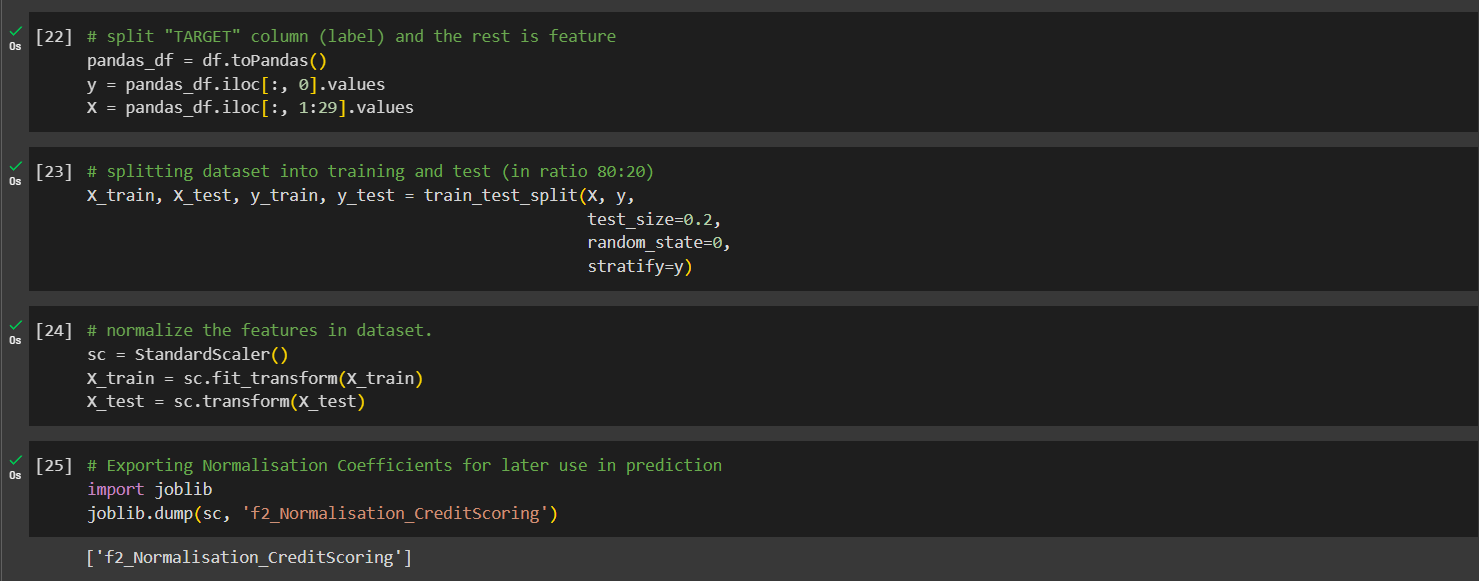 [22] # split "TARGET" column (label) and the rest is feature
0s
pandas_df = df.toPandas()
y = pandas_df.iloc[:, 0].values
X = pandas_df.iloc[:, 1:29].values
[23] # splitting dataset into training and test (in ratio 80:20)
0s
X_train, X_test, y_train, y_test = train_test_split(X, y,
test_size=0.2,
random_state=0,
stratify=y)
[24] # normalize the features in dataset.
0s
sc = StandardScaler()
X_train = sc.fit_transform(X_train)
X_test = sc.transform(X_test)
[25] # Exporting Normalisation Coefficients for later use in prediction
0s
import joblib
joblib.dump(sc, 'f2_Normalisation_CreditScoring')
['f2_Normalisation_CreditScoring']